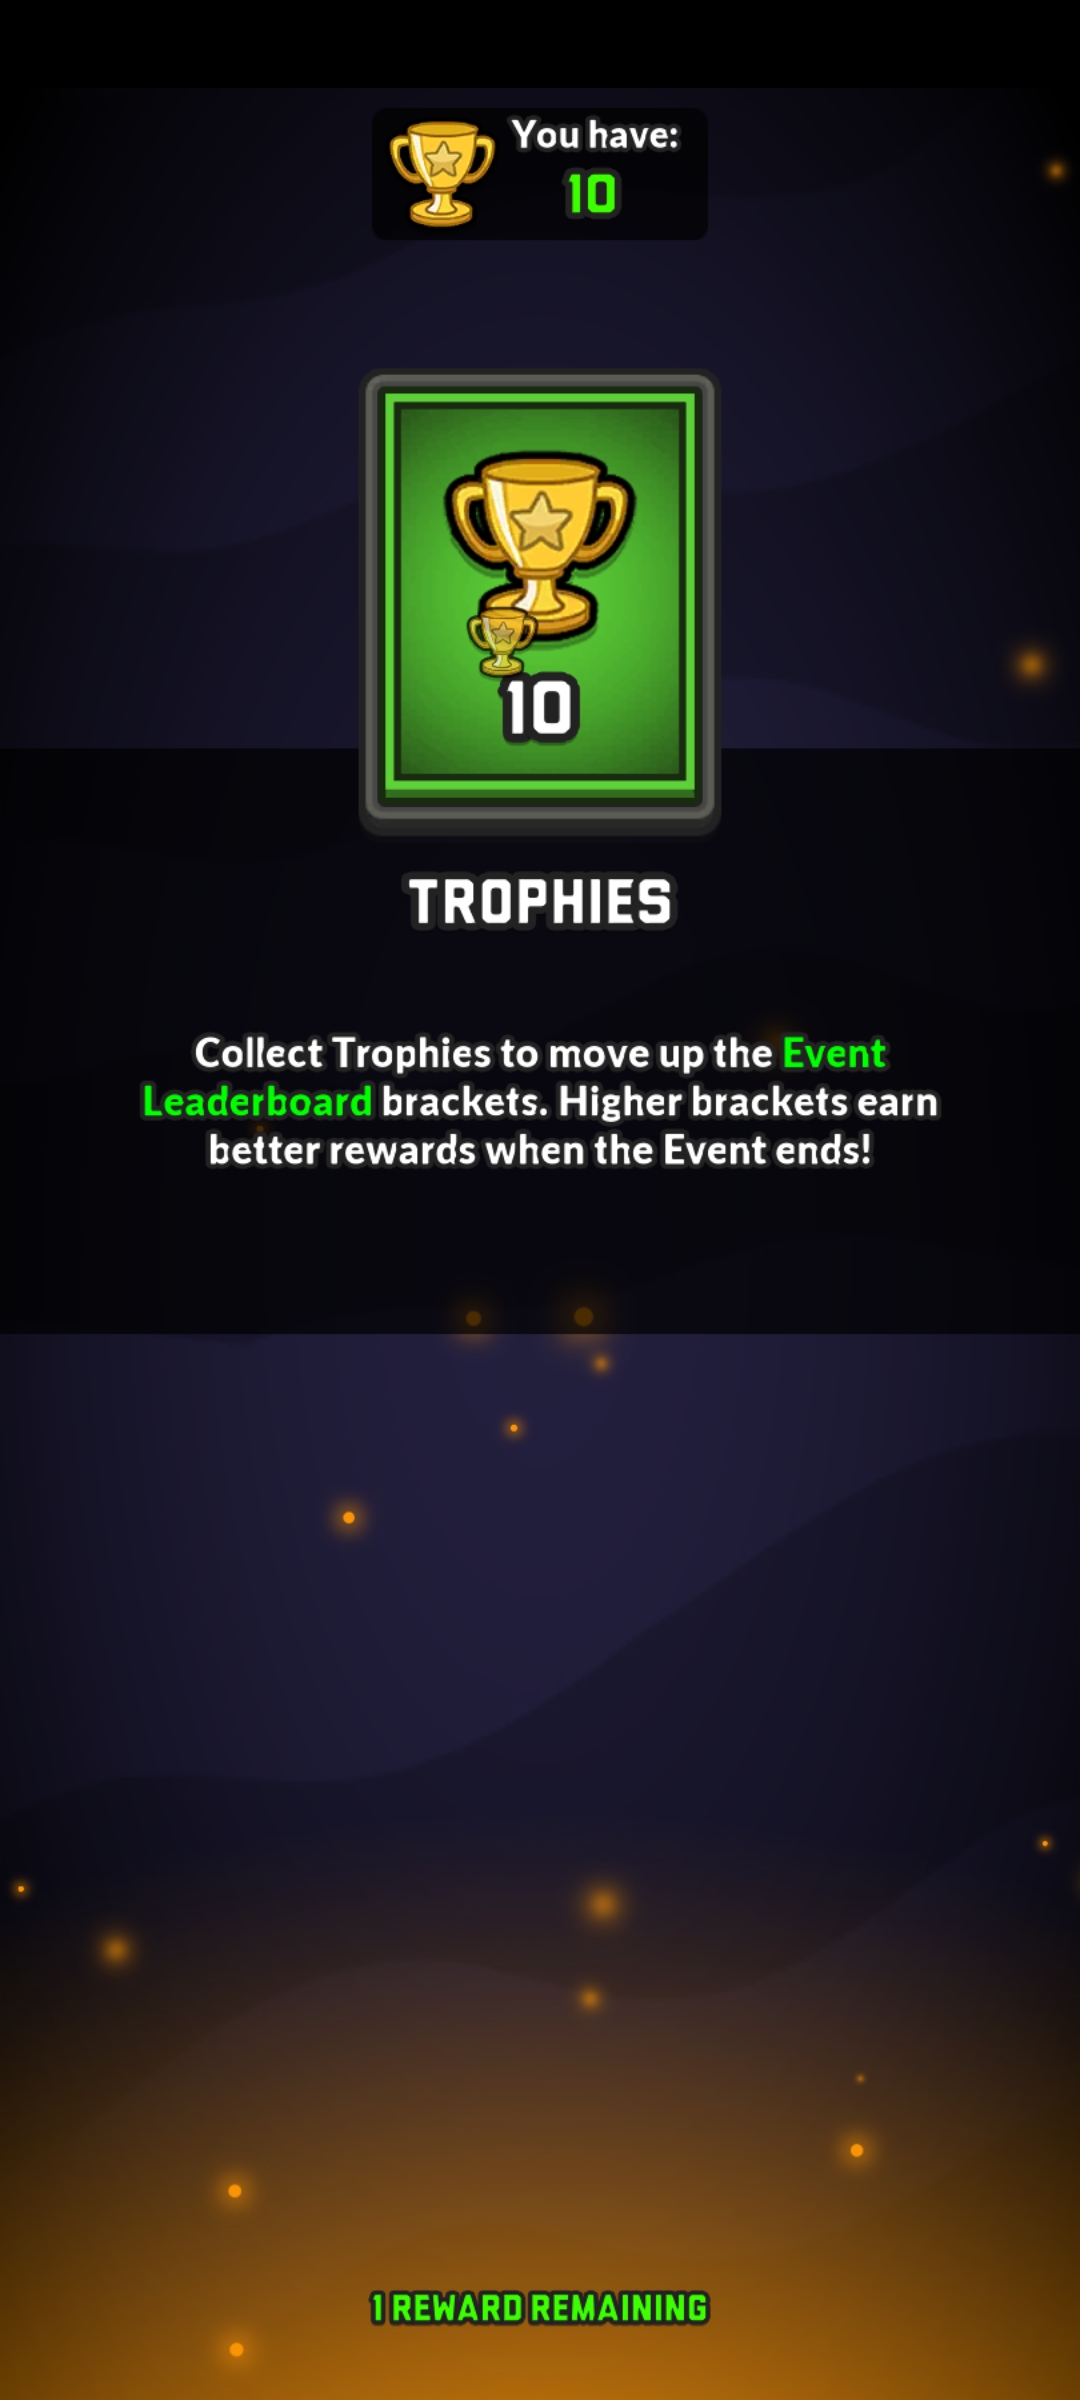 You have:
10
10
TROPHIES
Collect Trophies to move up the Event
Leaderboard brackets. Higher brackets earn
better rewards when the Event ends!
1 REWARD REMAINING